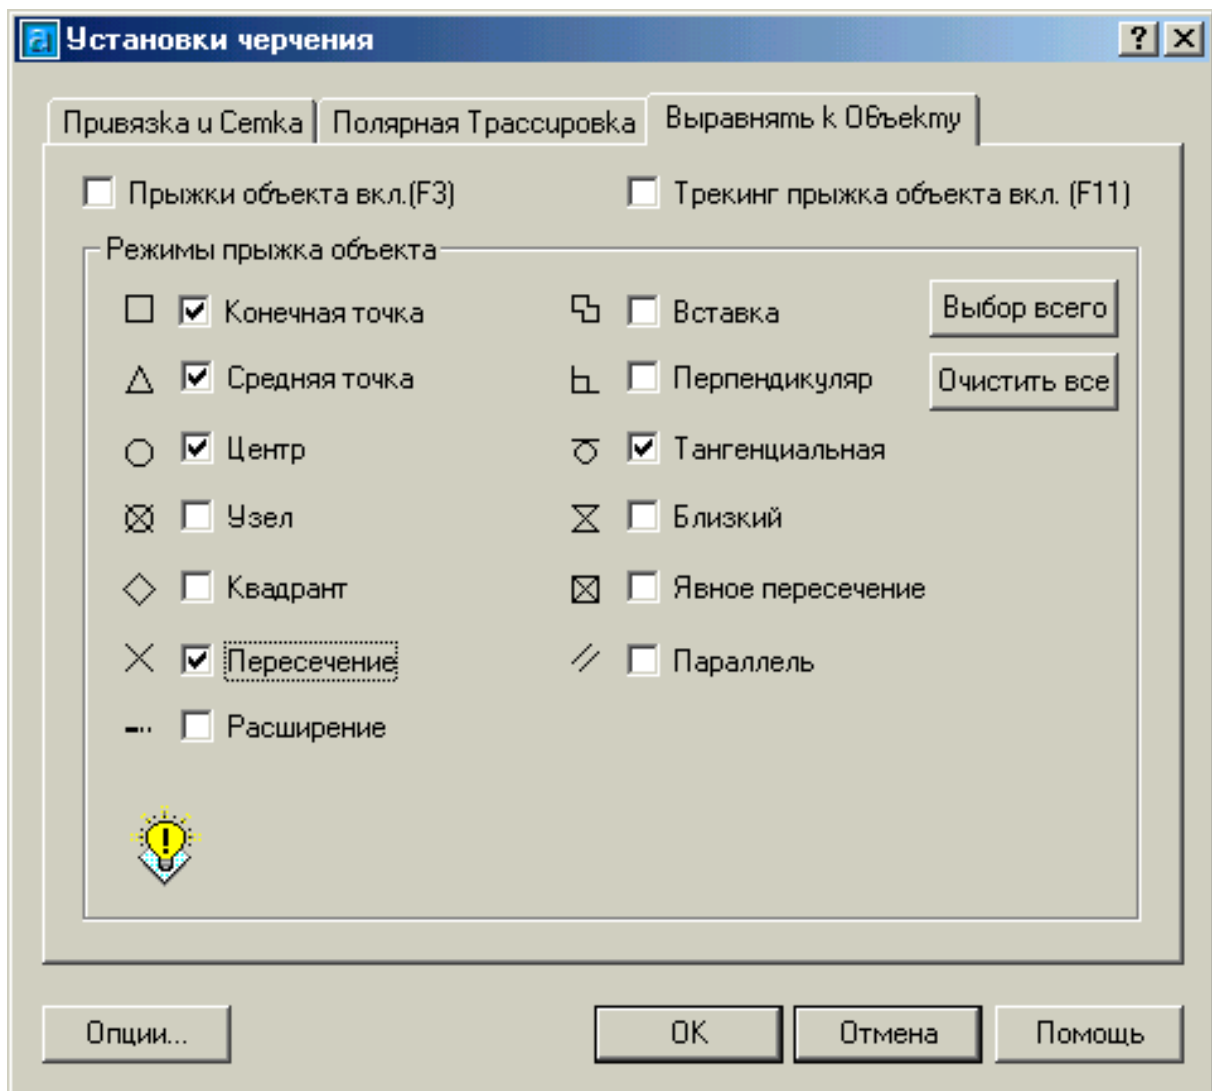 Установки черчения
Привязка и Сетка Полярная Трассировка Выравнять к Объекту
Прыжки объекта вкл.(F3) Трекинг прыжка объекта вкл. (F11)
Режимы прыжка объекта
Конечная точка Вставка Выбор всего
Средняя точка Перпендикуляр Очистить все
Центр Тангенциальная
Узел Близкий
Квадрант Явное пересечение
Пересечение Параллель
Расширение
Опции... OK Отмена Помощь